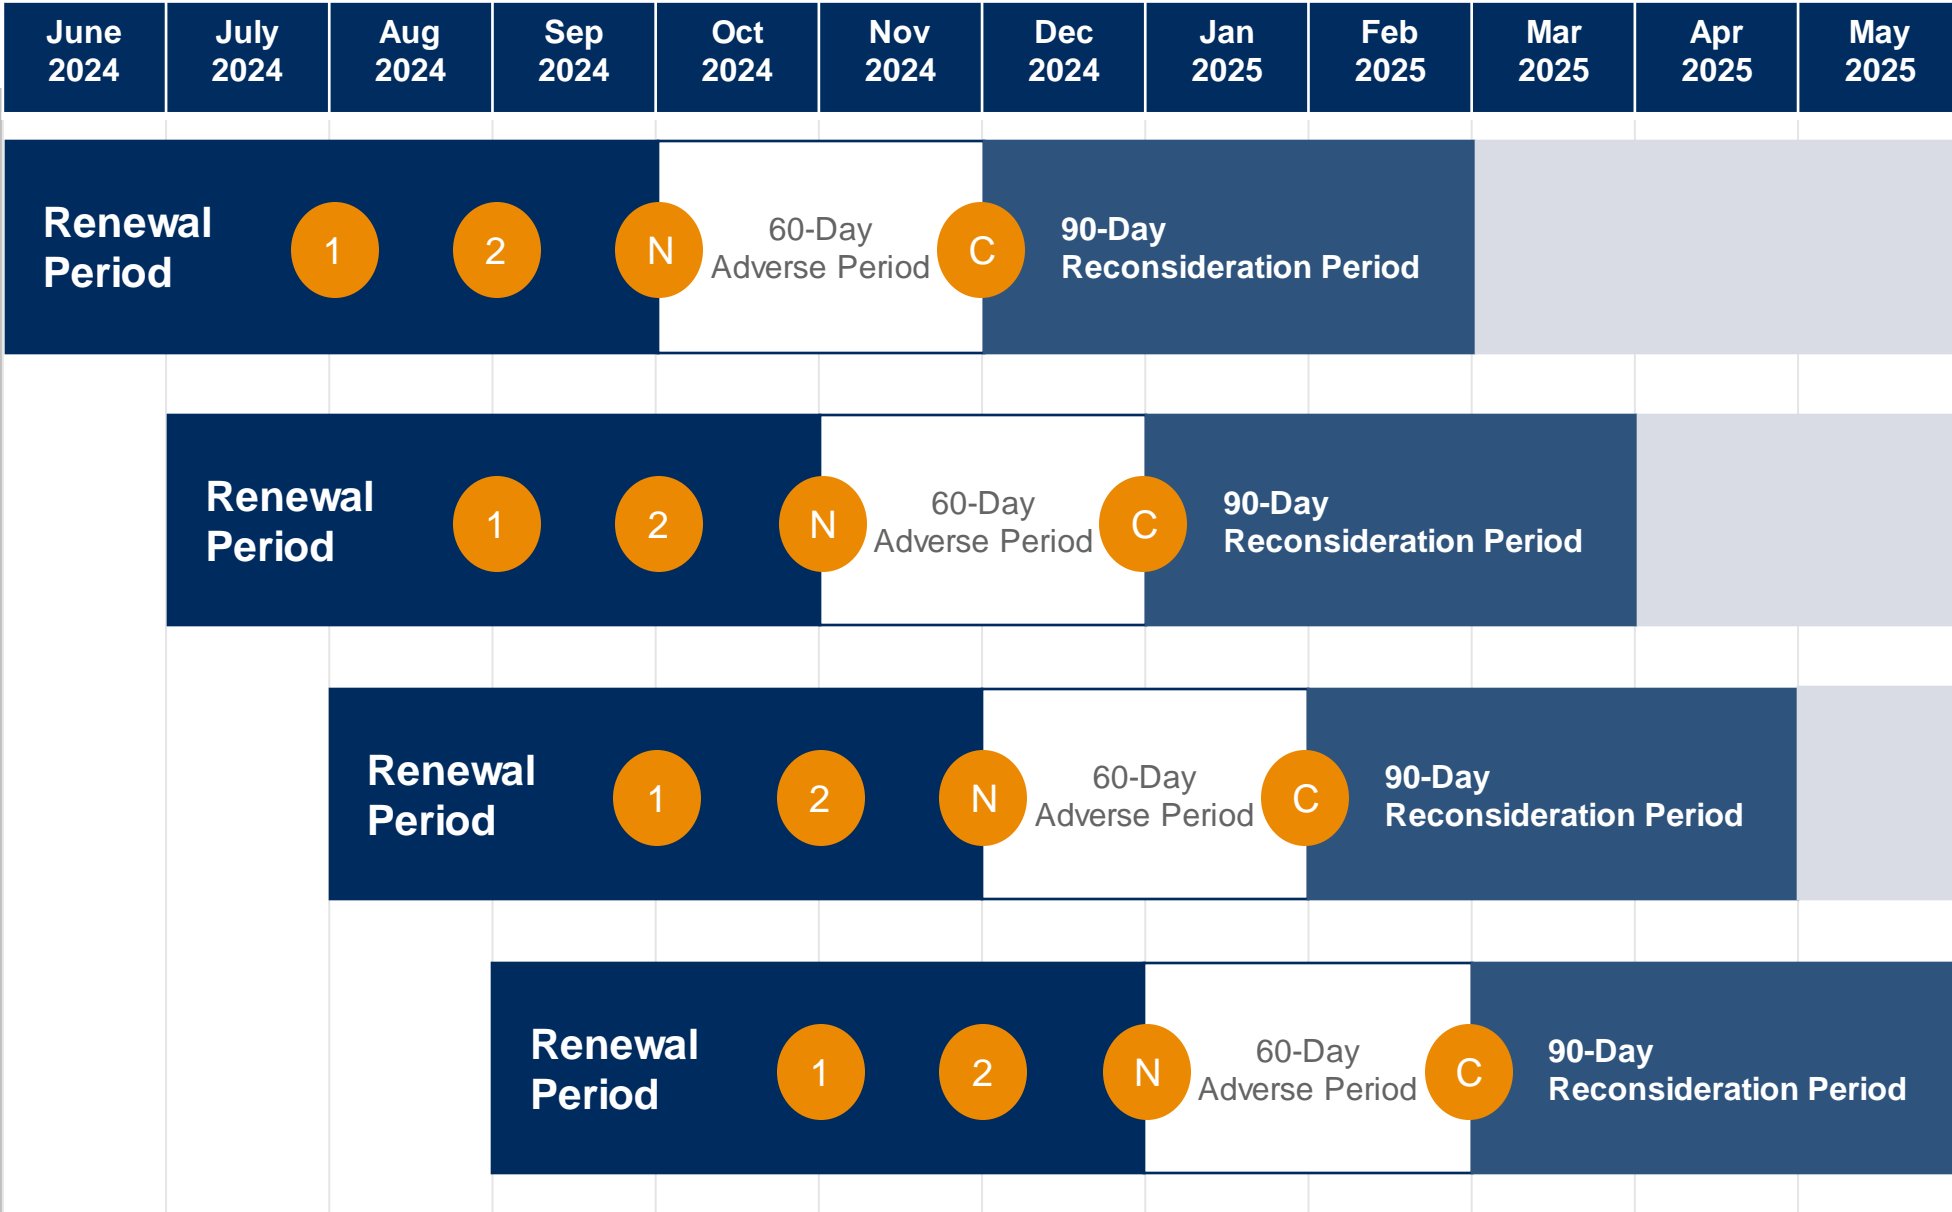 June
2024
July
2024
Aug
2024
Sep
2024
Oct
2024
Nov
2024
Dec
2024
Jan
2025
Feb
2025
Mar
2025
Apr
2025
May
2025
Renewal
Period
1
2
N
60-Day
Adverse Period
C
90-Day
Reconsideration Period
Renewal
Period
1
2
N
60-Day
Adverse Period
C
90-Day
Reconsideration Period
Renewal
Period
1
2
N
60-Day
Adverse Period
C
90-Day
Reconsideration Period
Renewal
Period
1
2
N
60-Day
Adverse Period
C
90-Day
Reconsideration Period